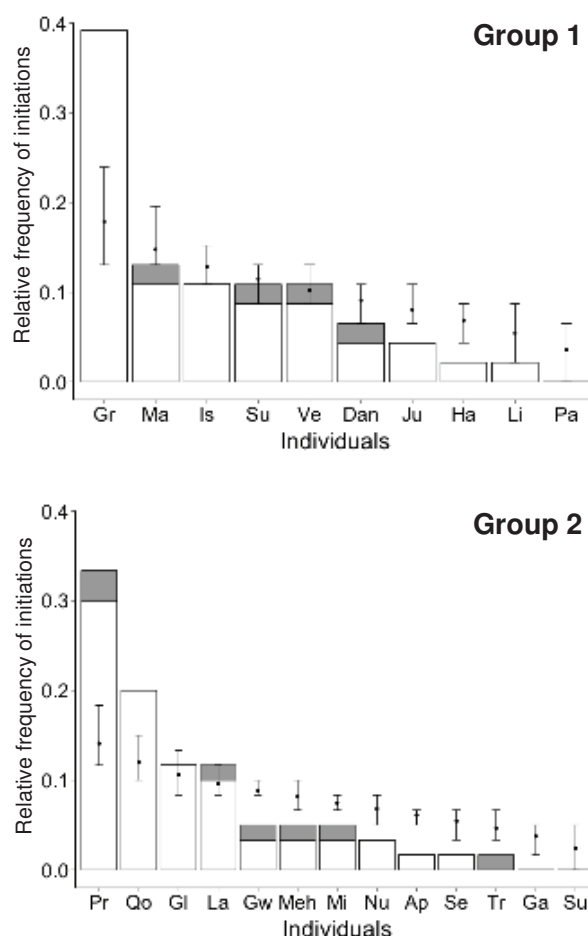 Group 1
Relative frequency of initiations
0.4
0.3
0.2
0.1
0.0
Gr Ma Is Su Ve Dan Ju Ha Li Pa
Individuals
Group 2
Relative frequency of initiations
0.4
0.3
0.2
0.1
0.0
Pr Qo Gl La Gw Meh Mi Nu Ap Se Tr Ga Su
Individuals